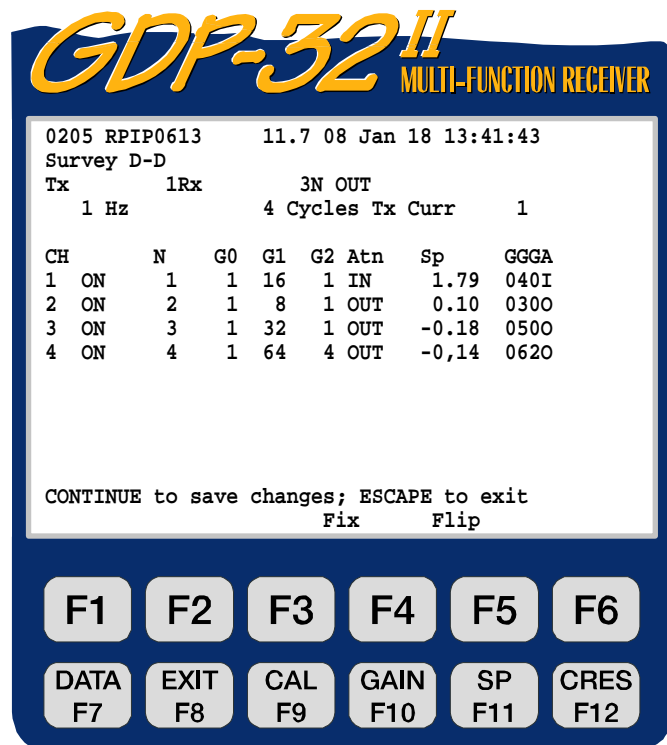 GDP-32 II
MULTI-FUNCTION RECEIVER
0205 RPIP0613 11.7 08 Jan 18 13:41:43
Survey D-D
Tx 1Rx 3N OUT
1 Hz 4 Cycles Tx Curr 1
CH N G0 G1 G2 Atn Sp GGGA
1 ON 1 1 16 1 IN 1.79 040I
2 ON 2 1 8 1 OUT 0.10 030O
3 ON 3 1 32 1 OUT -0.18 050O
4 ON 4 1 64 4 OUT -0,14 062O
CONTINUE to save changes; ESCAPE to exit
Fix Flip
F1 F2 F3 F4 F5 F6
DATA EXIT CAL GAIN SP CRES
F7 F8 F9 F10 F11 F12